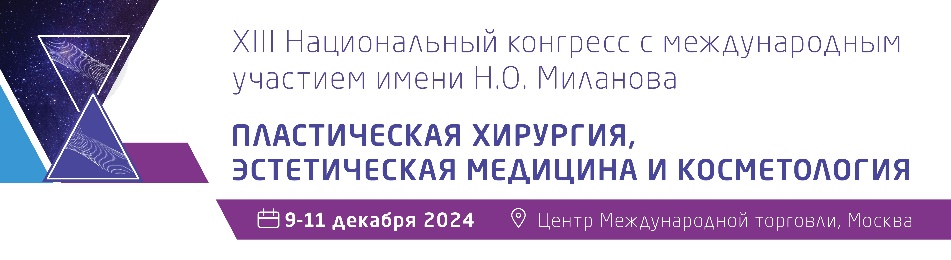 XIII Национальный конгресс с международным
участием имени Н.О. Миланова
ПЛАСТИЧЕСКАЯ ХИРУРГИЯ,
ЭСТЕТИЧЕСКАЯ МЕДИЦИНА И КОСМЕТОЛОГИЯ
9-11 декабря 2024 Центр Международной торговли, Москва